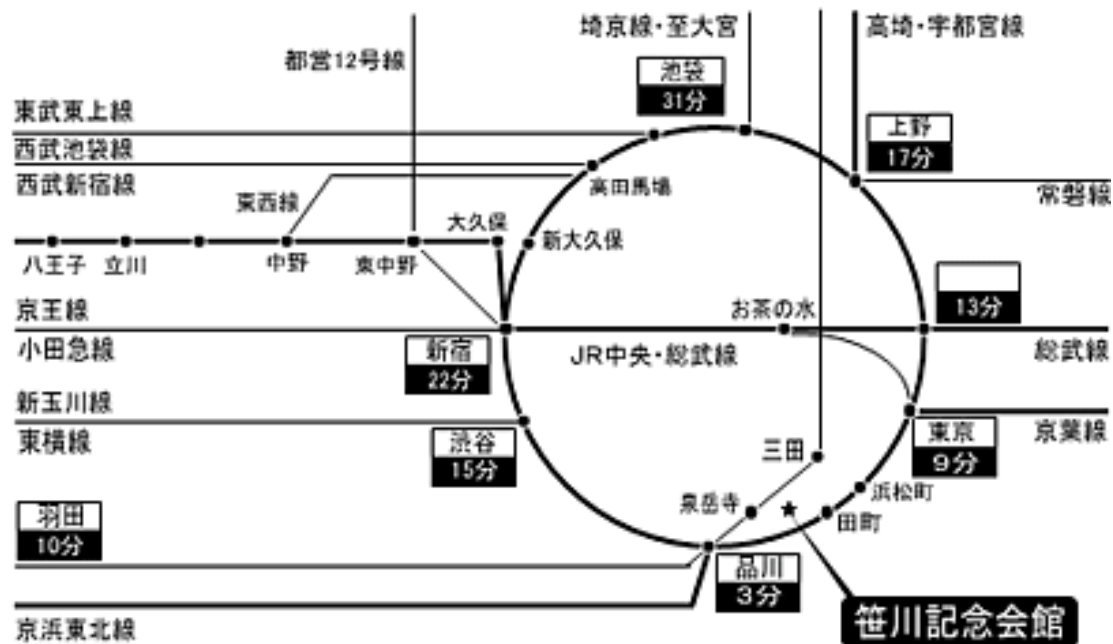 埼京線・至大宮
高埼・宇都宮線
都営12号線
池袋
31分
東武東上線
上野
17分
西武池袋線
西武新宿線
高田馬場
常磐線
東西線
大久保
新大久保
八王子
立川
中野
東中野
13分
京王線
お茶の水
小田急線
新宿
22分
JR中央・総武線
総武線
新玉川線
東横線
渋谷
15分
東京
9分
京葉線
三田
浜松町
泉岳寺
田町
羽田
10分
品川
3分
笹川記念会館
京浜東北線